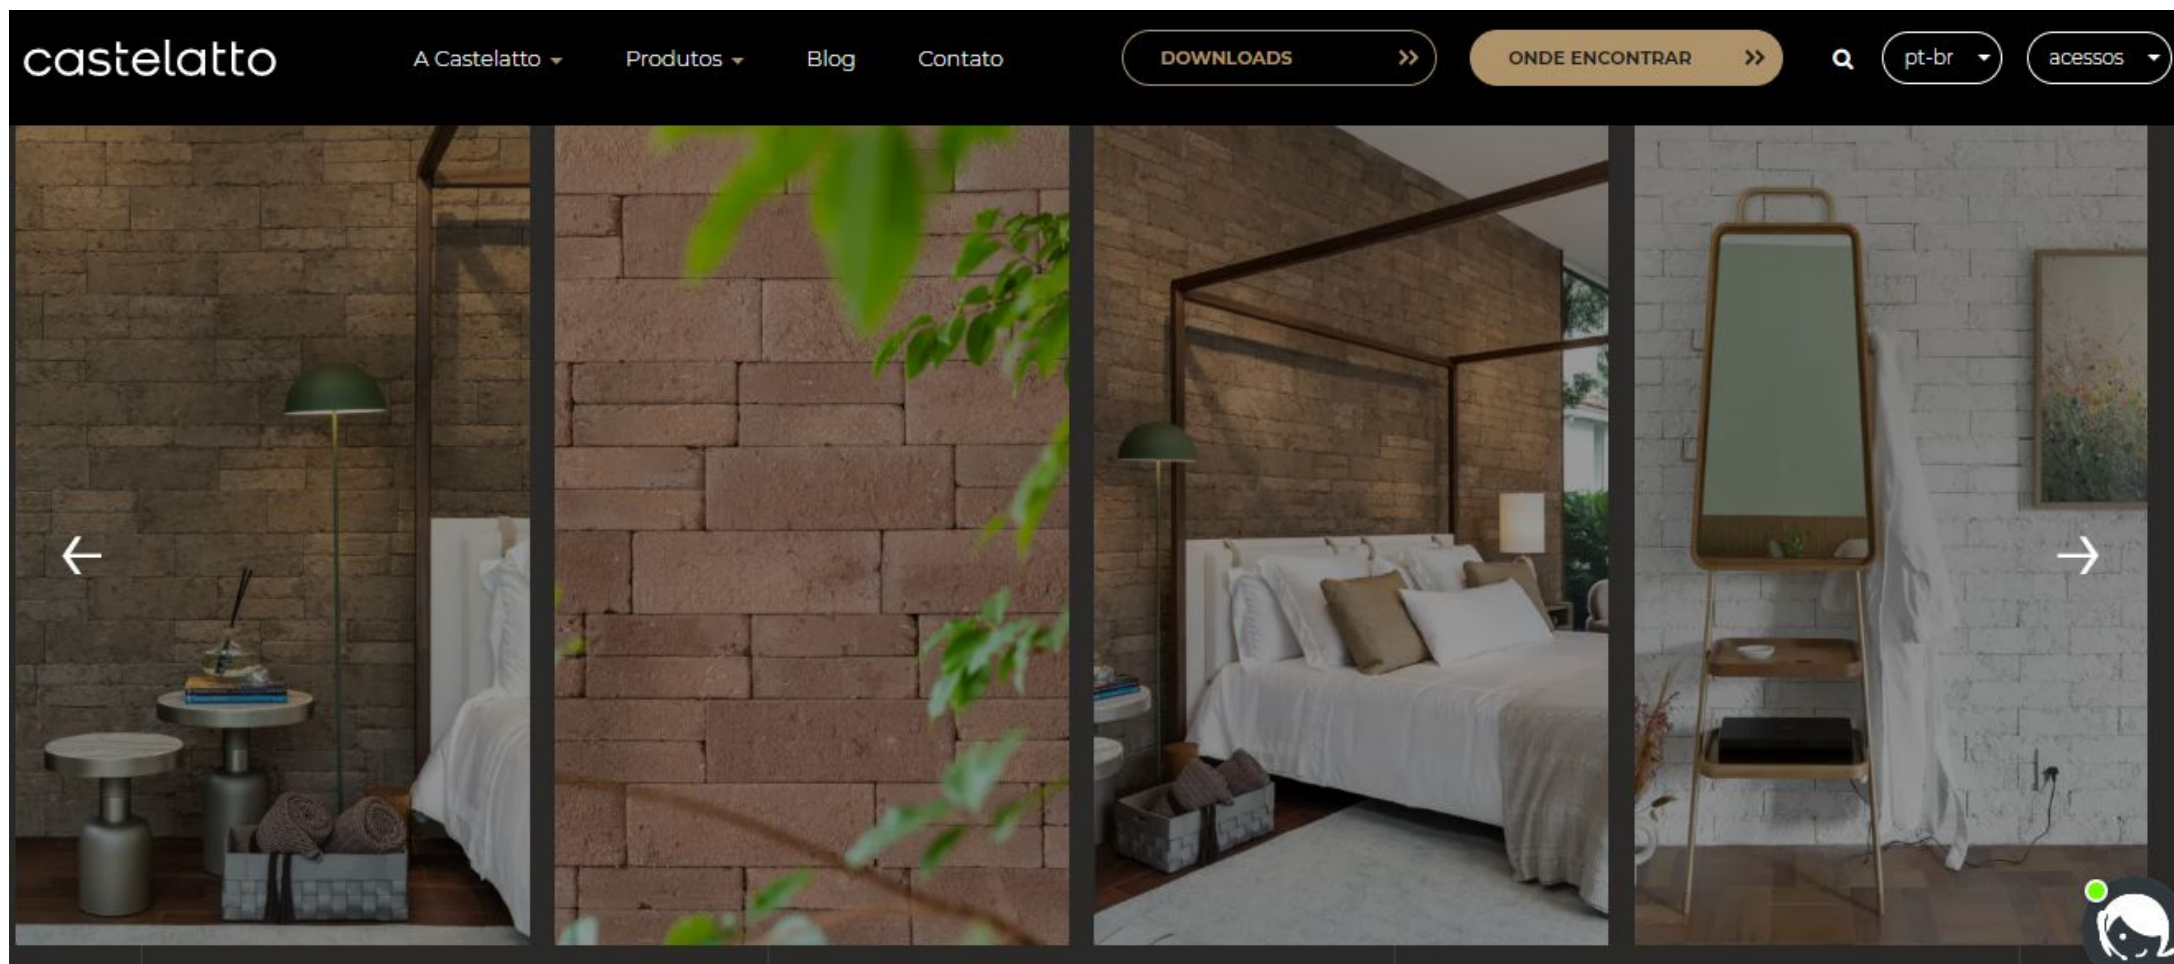 castelatto
A Castelatto
Produtos
Blog
Contato
DOWNLOADS
ONDE ENCONTRAR
pt-br
acessos